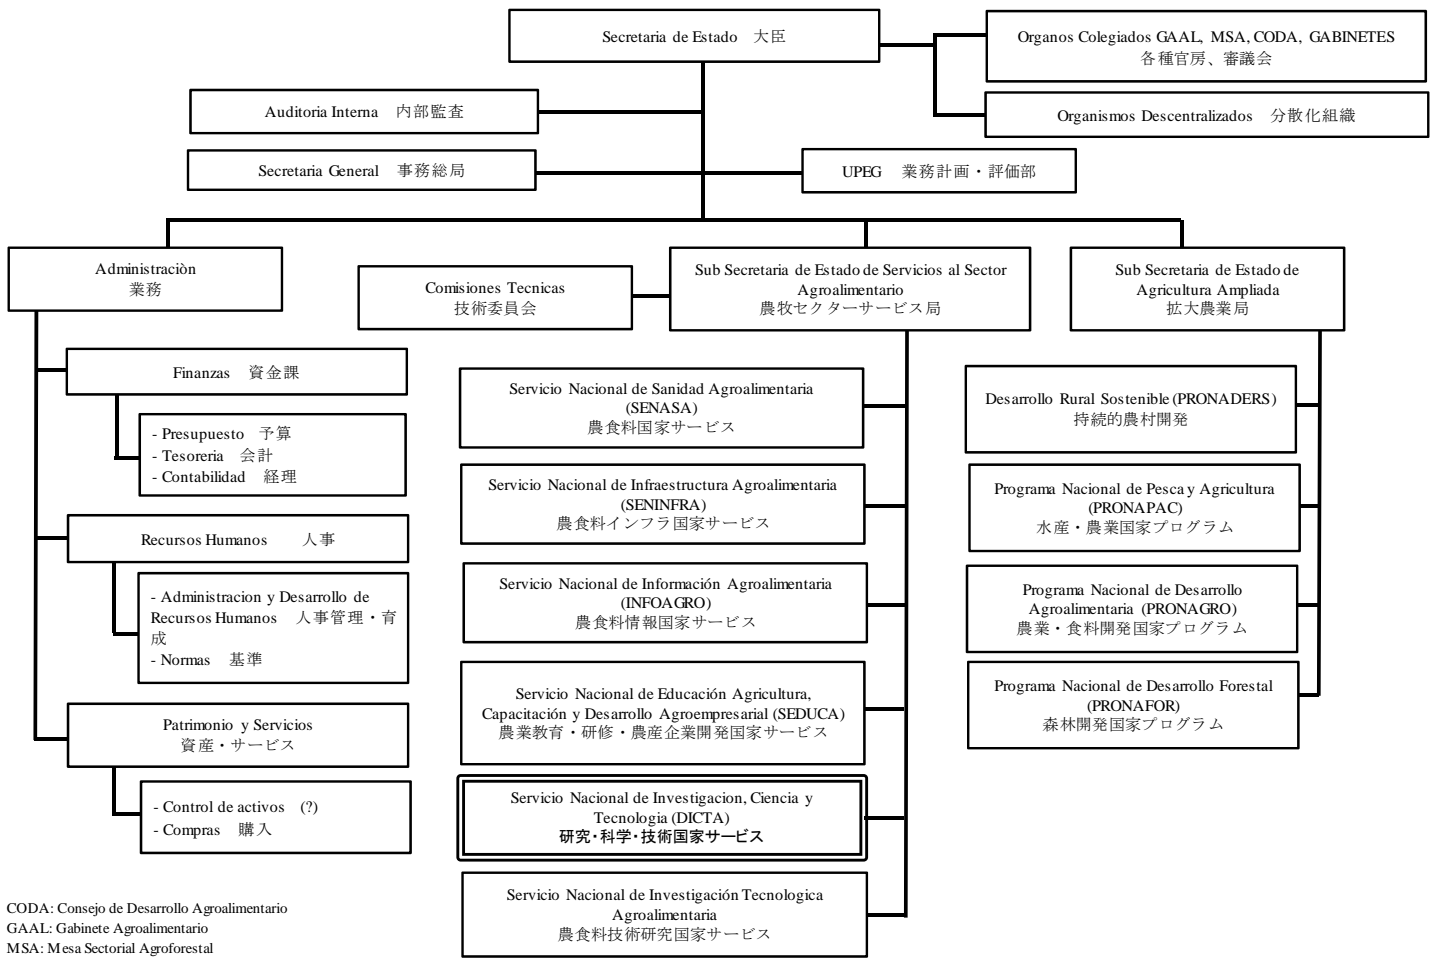 Secretaria de Estado 大臣
Organos Colegiados GAAL, MSA, CODA, GABINETES
各種官房、審議会
Auditoria Interna 内部監査
Organismos Descentralizados 分散化組織
Secretaria General 事務総局
UPEG 業務計画・評価部
Administraciòn
業務
Comisiones Tecnicas
技術委員会
Sub Secretaria de Estado de Servicios al Sector
Agroalimentario
農牧セクターサービス局
Sub Secretaria de Estado de
Agricultura Ampliada
拡大農業局
Finanzas 資金課
- Presupuesto 予算
- Tesoreria 会計
- Contabilidad 経理
Recursos Humanos 人事
- Administracion y Desarrollo de
Recursos Humanos 人事管理・育
成
- Normas 基準
Patrimonio y Servicios
資産・サービス
- Control de activos (?)
- Compras 購入
Servicio Nacional de Sanidad Agroalimentaria
(SENASA)
農食料国家サービス
Servicio Nacional de Infraestructura Agroalimentaria
(SENINFRA)
農食料インフラ国家サービス
Servicio Nacional de Información Agroalimentaria
(INFOAGRO)
農食料情報国家サービス
Servicio Nacional de Educación Agricultura,
Capacitación y Desarrollo Agroempresarial (SEDUCA)
農業教育・研修・農産企業開発国家サービス
Servicio Nacional de Investigacion, Ciencia y
Tecnologia (DICTA)
研究・科学・技術国家サービス
Servicio Nacional de Investigación Tecnologica
Agroalimentaria
農食料技術研究国家サービス
Desarrollo Rural Sostenible (PRONADERS)
持続的農村開発
Programa Nacional de Pesca y Agricultura
(PRONAPAC)
水産・農業国家プログラム
Programa Nacional de Desarrollo
Agroalimentaria (PRONAGRO)
農業・食料開発国家プログラム
Programa Nacional de Desarrollo Forestal
(PRONAFOR)
森林開発国家プログラム
CODA: Consejo de Desarrollo Agroalimentario
GAAL: Gabinete Agroalimentario
MSA: Mesa Sectorial Agroforestal